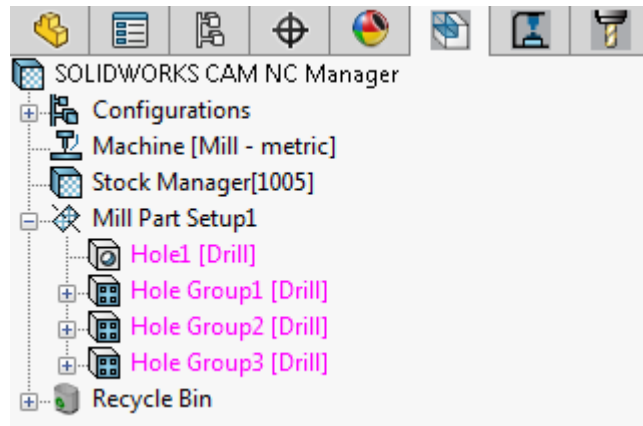 SOLIDWORKS CAM NC Manager
Configurations
Machine [Mill - metric]
Stock Manager[1005]
Mill Part Setup1
Hole1 [Drill]
Hole Group1 [Drill]
Hole Group2 [Drill]
Hole Group3 [Drill]
Recycle Bin